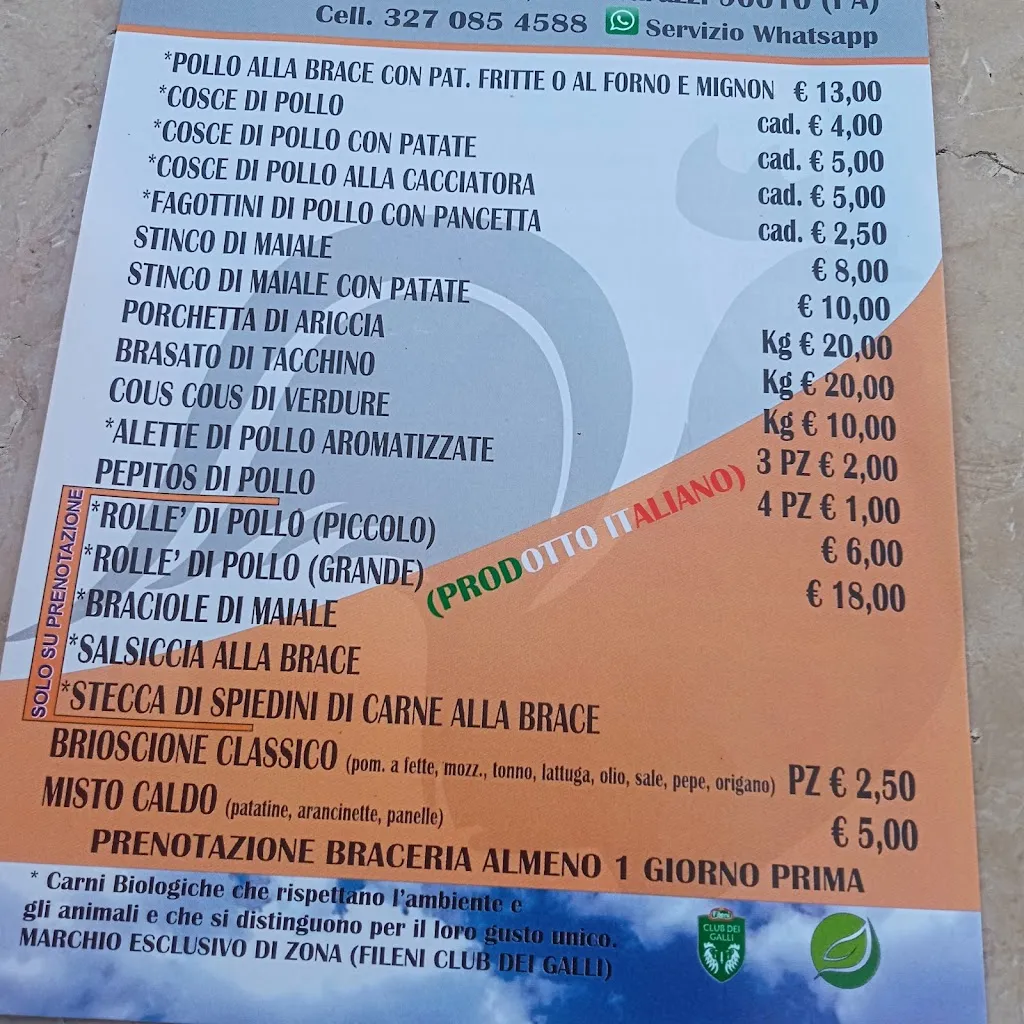 90010 (PA)
Cell. 327 085 4588 Servizio Whatsapp
*POLLO ALLA BRACE CON PAT. FRITTE O AL FORNO E MIGNON € 13,00
*COSCE DI POLLO cad. € 4,00
*COSCE DI POLLO CON PATATE cad. € 5,00
*COSCE DI POLLO ALLA CACCIATORA cad. € 5,00
*FAGOTTINI DI POLLO CON PANCETTA cad. € 2,50
STINCO DI MAIALE € 8,00
STINCO DI MAIALE CON PATATE € 10,00
PORCHETTA DI ARICCIA Kg € 20,00
BRASATO DI TACCHINO Kg € 20,00
COUS COUS DI VERDURE Kg € 10,00
*ALETTE DI POLLO AROMATIZZATE 3 PZ € 2,00
PEPITOS DI POLLO 4 PZ € 1,00
SOLO SU PRENOTAZIONE
*ROLLE' DI POLLO (PICCOLO) € 6,00
*ROLLE' DI POLLO (GRANDE) € 18,00
(PRODOTTO ITALIANO)
*BRACIOLE DI MAIALE
*SALSICCIA ALLA BRACE
*STECCA DI SPIEDINI DI CARNE ALLA BRACE
BRIOSCIONE CLASSICO (pom. a fette, mozz., tonno, lattuga, olio, sale, pepe, origano) PZ € 2,50
MISTO CALDO (patatine, arancinette, panelle) € 5,00
PRENOTAZIONE BRACERIA ALMENO 1 GIORNO PRIMA
* Carni Biologiche che rispettano l'ambiente e
gli animali e che si distinguono per il loro gusto unico.
MARCHIO ESCLUSIVO DI ZONA (FILENI CLUB DEI GALLI)
Fileni
CLUB DEI
GALLI